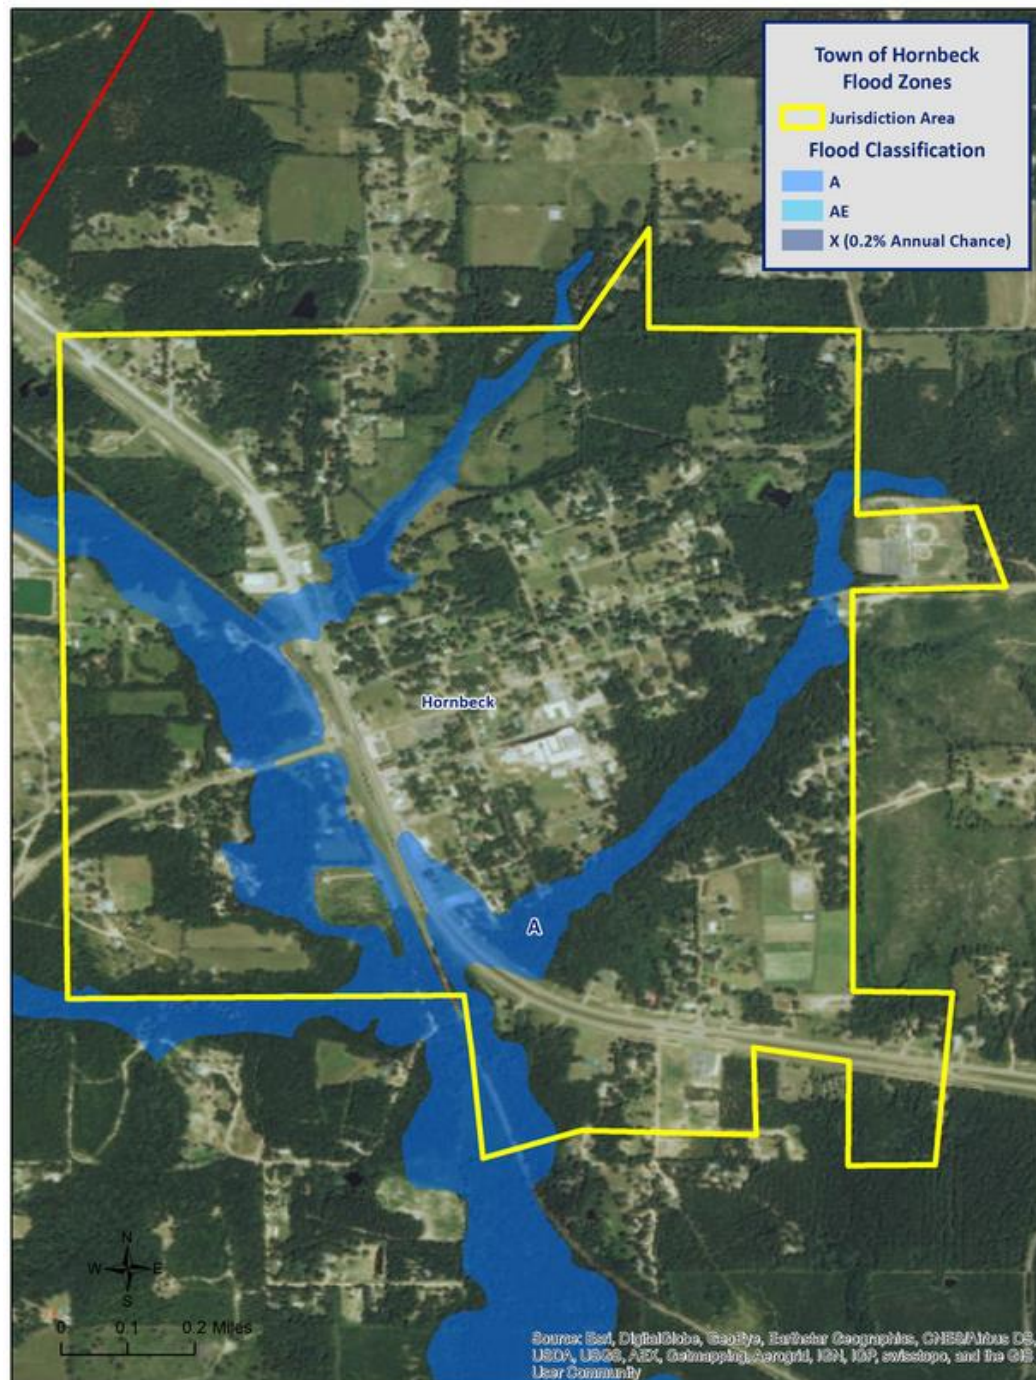 Town of Hornbeck
Flood Zones
Jurisdiction Area
Flood Classification
A
AE
X (0.2% Annual Chance)
Hornbeck
A
N
W E
S
0 0.1 0.2 Miles
Source: Esri, DigitalGlobe, GeoEye, Earthstar Geographics, CNES/Airbus DS,
USDA, USGS, AEX, Getmapping, Aerogrid, IGN, IGP, swisstopo, and the GIS
User Community